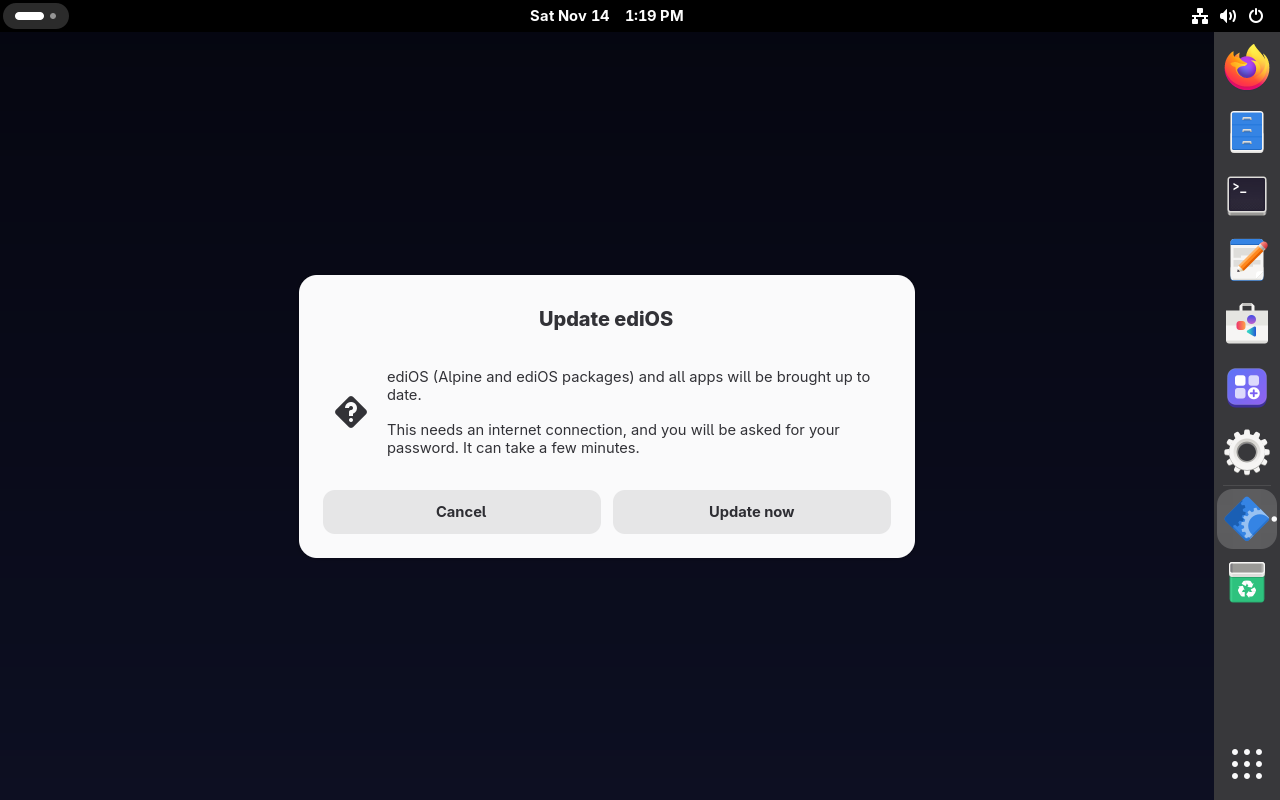 Sat Nov 14 1:19 PM
Update ediOS
ediOS (Alpine and ediOS packages) and all apps will be brought up to
date.
This needs an internet connection, and you will be asked for your
password. It can take a few minutes.
Cancel
Update now